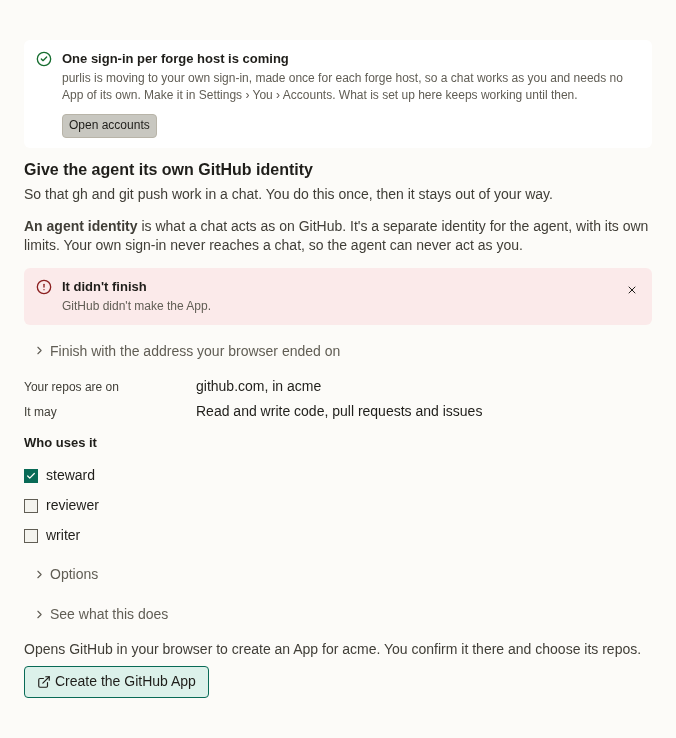 One sign-in per forge host is coming
purlis is moving to your own sign-in, made once for each forge host, so a chat works as you and needs no
App of its own. Make it in Settings › You › Accounts. What is set up here keeps working until then.
Open accounts
Give the agent its own GitHub identity
So that gh and git push work in a chat. You do this once, then it stays out of your way.
An agent identity is what a chat acts as on GitHub. It's a separate identity for the agent, with its own
limits. Your own sign-in never reaches a chat, so the agent can never act as you.
It didn't finish
GitHub didn't make the App.
Finish with the address your browser ended on
Your repos are on github.com, in acme
It may Read and write code, pull requests and issues
Who uses it
steward
reviewer
writer
Options
See what this does
Opens GitHub in your browser to create an App for acme. You confirm it there and choose its repos.
Create the GitHub App